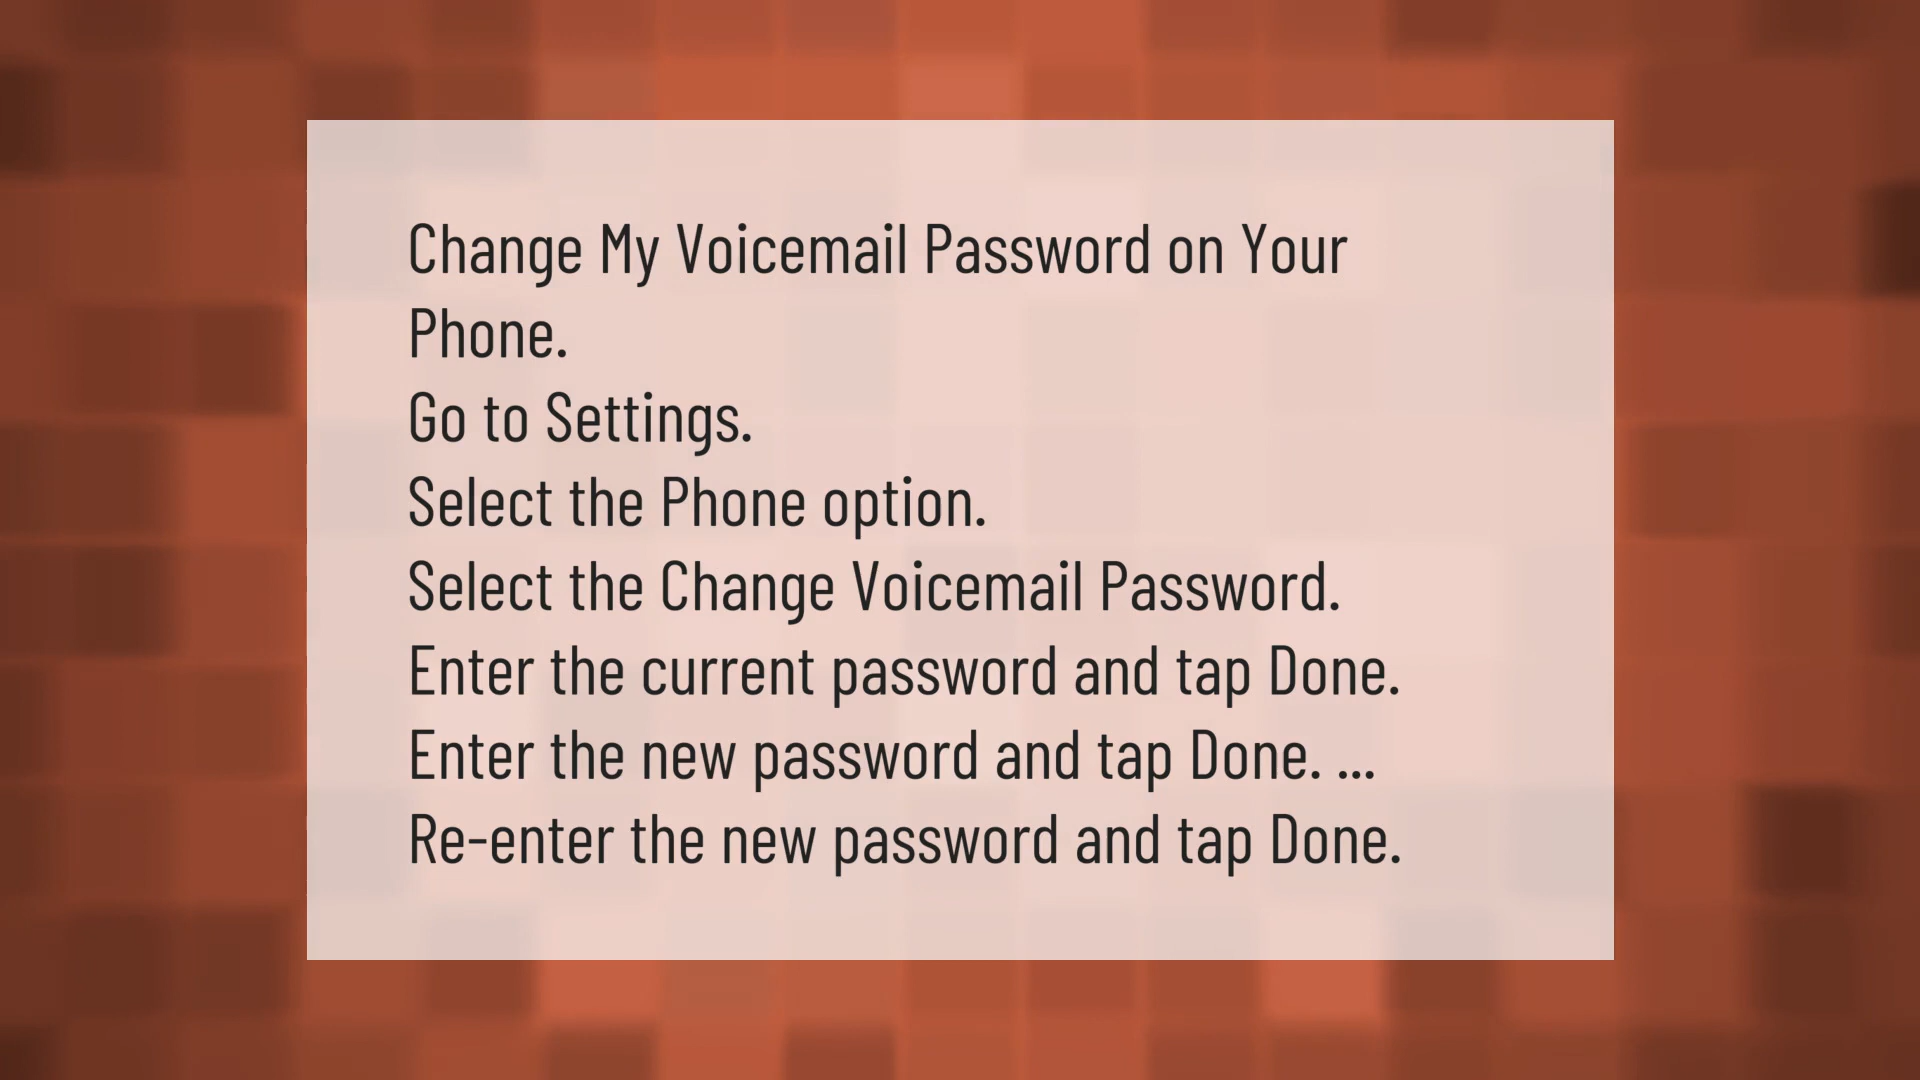 Change My Voicemail Password on Your
Phone.
Go to Settings.
Select the Phone option.
Select the Change Voicemail Password.
Enter the current password and tap Done.
Enter the new password and tap Done. ...
Re-enter the new password and tap Done.